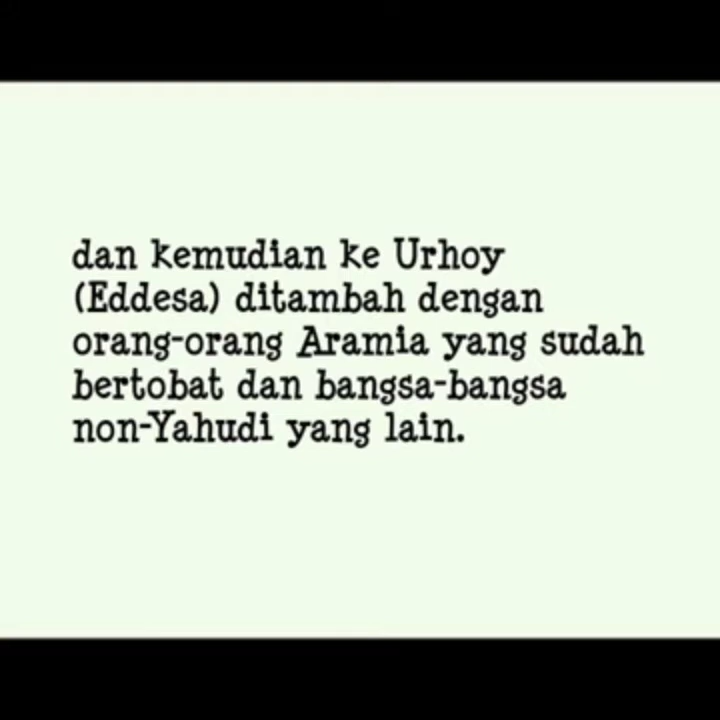 dan kemudian ke Urhoy
(Eddesa) ditambah dengan
orang-orang Aramia yang sudah
bertobat dan bangsa-bangsa
non-Yahudi yang lain.